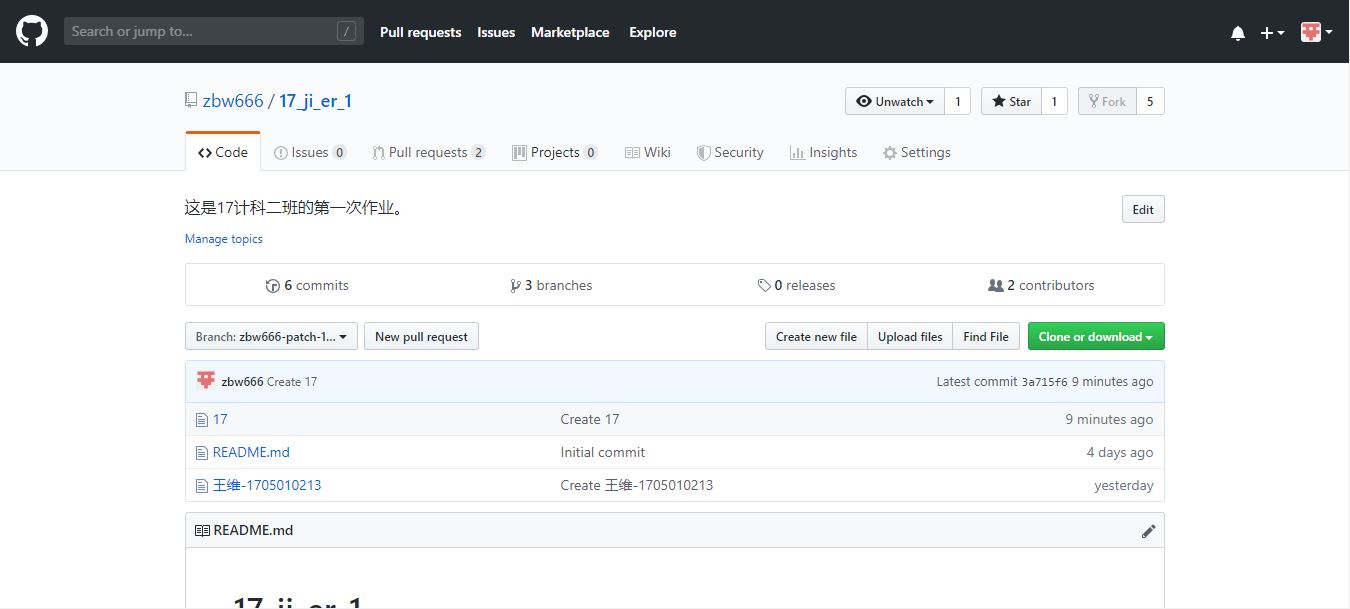 Search or jump to... / Pull requests Issues Marketplace Explore
zbw666 / 17_ji_er_1 Unwatch 1 Star 1 Fork 5
Code Issues 0 Pull requests 2 Projects 0 Wiki Security Insights Settings
这是17计科二班的第一次作业。 Edit
Manage topics
6 commits 3 branches 0 releases 2 contributors
Branch: zbw666-patch-1... New pull request Create new file Upload files Find File Clone or download
zbw666 Create 17 Latest commit 3a715f6 9 minutes ago
17 Create 17 9 minutes ago
README.md Initial commit 4 days ago
王维-1705010213 Create 王维-1705010213 yesterday
README.md
17_ji_er_1